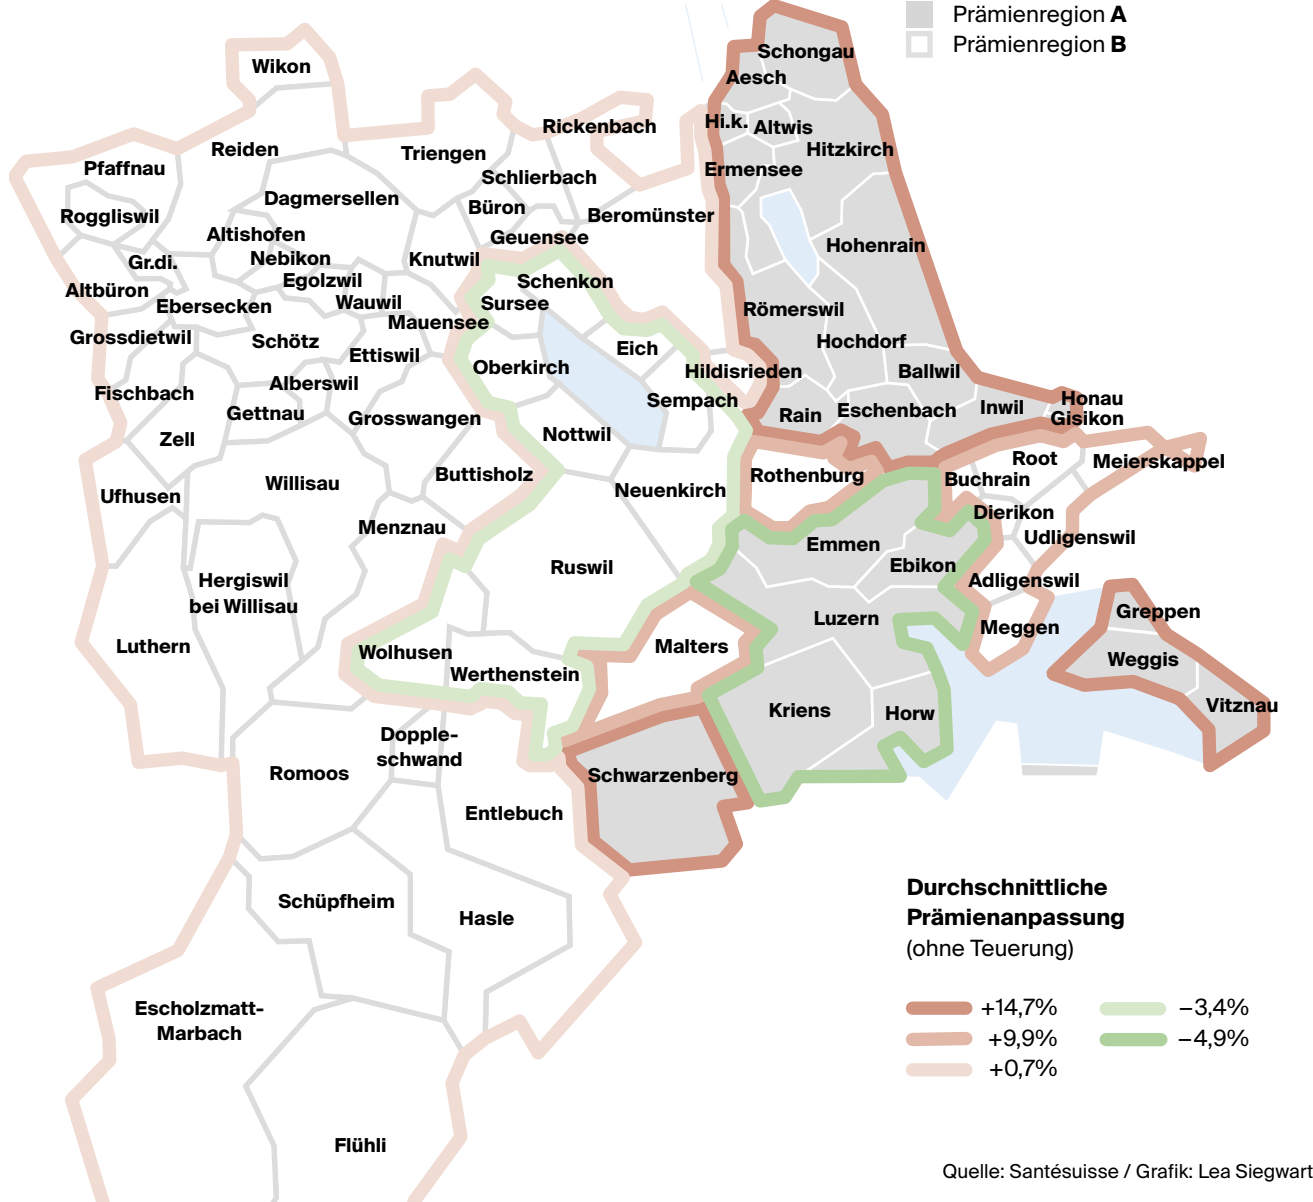 Prämienregion A
Prämienregion B
Schongau
Aesch
Wikon
Hi.k.
Altwis
Rickenbach
Hitzkirch
Reiden
Triengen
Pfaffnau
Ermensee
Schlierbach
Dagmersellen
Büron
Roggliswil
Beromünster
Altishofen
Geuensee
Hohenrain
Nebikon
Knutwil
Gr.di.
Egolzwil
Schenkon
Altbüron
Wauwil
Sursee
Ebersecken
Römerswil
Mauensee
Grossdietwil
Schötz
Hochdorf
Eich
Ettiswil
Oberkirch
Hildisrieden
Ballwil
Alberswil
Fischbach
Sempach
Honau
Inwil
Eschenbach
Gettnau
Rain
Grosswangen
Gisikon
Nottwil
Zell
Root
Meierskappel
Buttisholz
Rothenburg
Buchrain
Willisau
Neuenkirch
Ufhusen
Dierikon
Menznau
Udligenswil
Emmen
Ebikon
Ruswil
Hergiswil
bei Willisau
Adligenswil
Greppen
Luzern
Meggen
Luthern
Malters
Wolhusen
Weggis
Werthenstein
Vitznau
Kriens
Horw
Dopple-
schwand
Romoos
Schwarzenberg
Entlebuch
Schüpfheim
Hasle
Escholzmatt-
Marbach
Flühli
Durchschnittliche
Prämienanpassung
(ohne Teuerung)
+14,7%
−3,4%
+9,9%
−4,9%
+0,7%
Quelle: Santésuisse / Grafik: Lea Siegwart